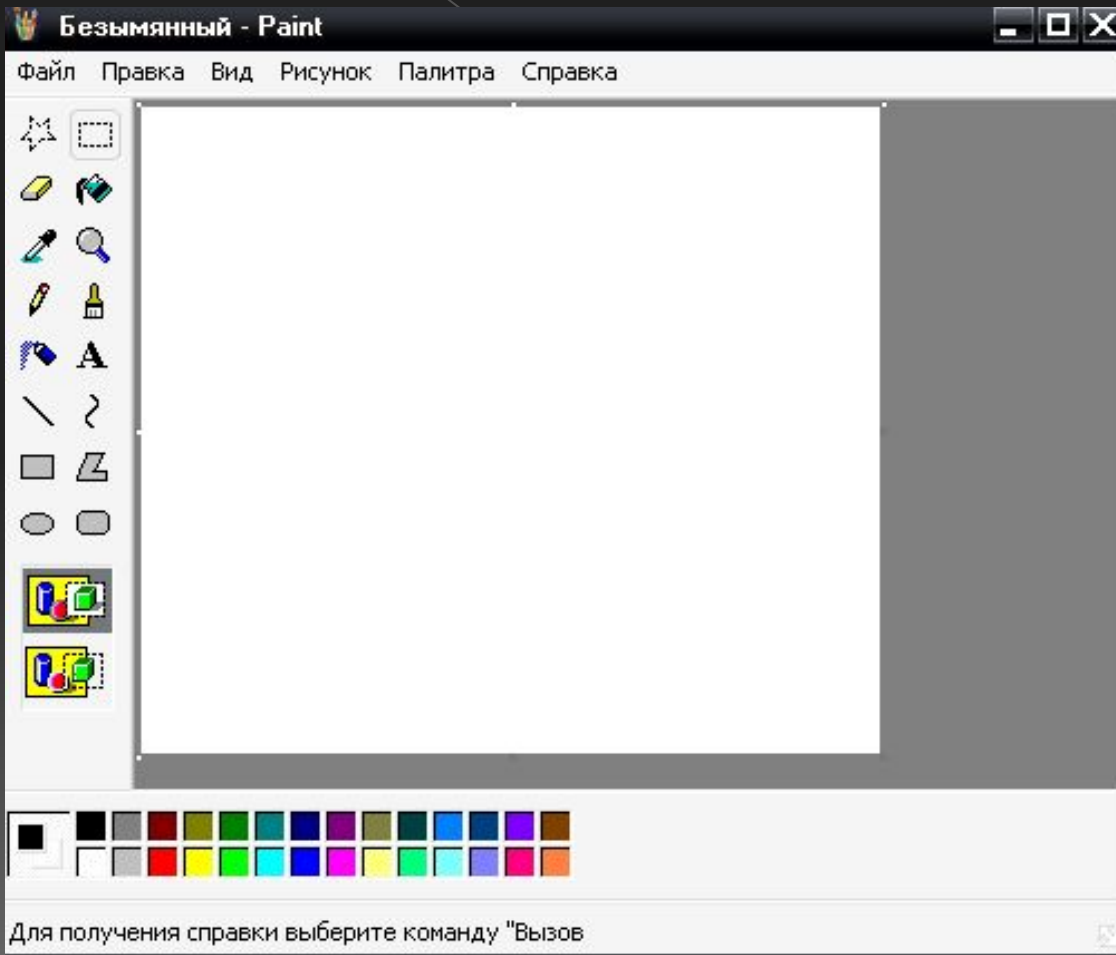 Безымянный - Paint
Файл Правка Вид Рисунок Палитра Справка
A
Для получения справки выберите команду "Вызов